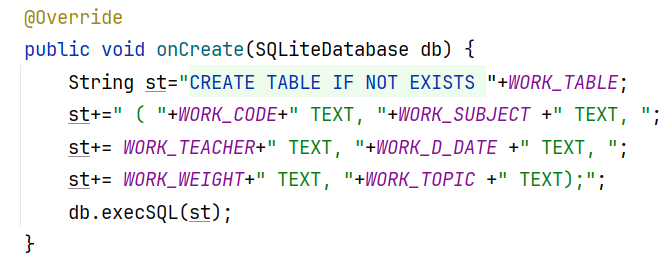 @Override
public void onCreate(SQLiteDatabase db) {
String st="CREATE TABLE IF NOT EXISTS "+WORK_TABLE;
st+=" ( "+WORK_CODE+" TEXT, "+WORK_SUBJECT +" TEXT, ";
st+= WORK_TEACHER+" TEXT, "+WORK_D_DATE +" TEXT, ";
st+= WORK_WEIGHT+" TEXT, "+WORK_TOPIC +" TEXT);";
db.execSQL(st);
}